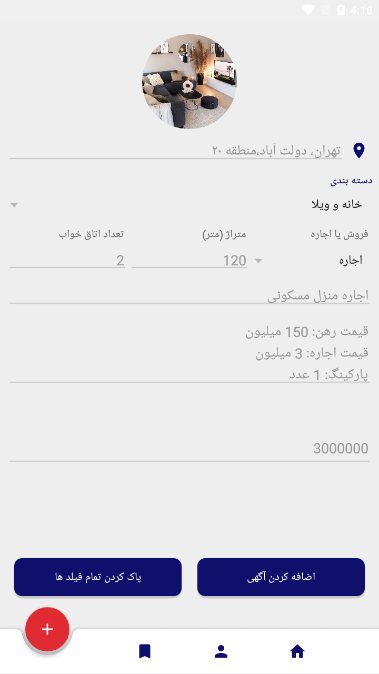 4:10
تهران، دولت آباد،منطقه ۲۰
دسته بندی
خانه و ویلا
فروش یا اجاره متراژ (متر) تعداد اتاق خواب
اجاره 120 2
اجاره منزل مسکونی
قیمت رهن: 150 میلیون
قیمت اجاره: 3 میلیون
پارکینگ: 1 عدد
3000000
اضافه کردن آگهی پاک کردن تمام فیلد ها